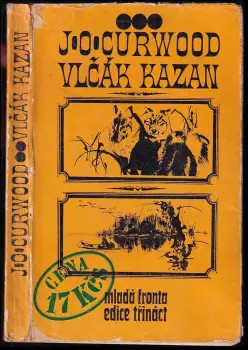 J·O·CURWOOD
VLČÁK KAZAN
CENA
17 KČS
mladá fronta
edice třináct
J·O·CURWOOD VLČÁK KAZAN